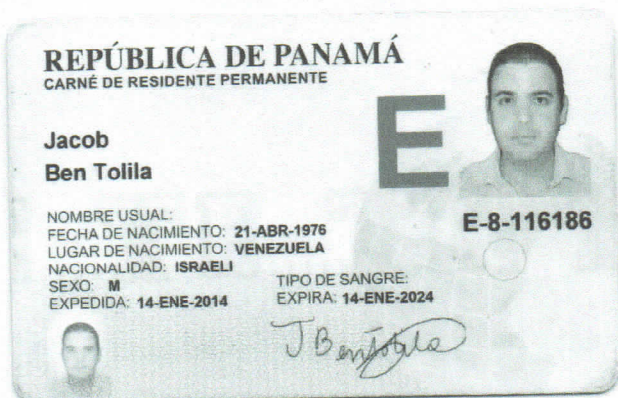 REPÚBLICA DE PANAMÁ
CARNÉ DE RESIDENTE PERMANENTE
E
Jacob
Ben Tolila
E-8-116186
NOMBRE USUAL:
FECHA DE NACIMIENTO: 21-ABR-1976
LUGAR DE NACIMIENTO: VENEZUELA
NACIONALIDAD: ISRAELI
SEXO: M
TIPO DE SANGRE:
EXPEDIDA: 14-ENE-2014
EXPIRA: 14-ENE-2024
J Bentolila